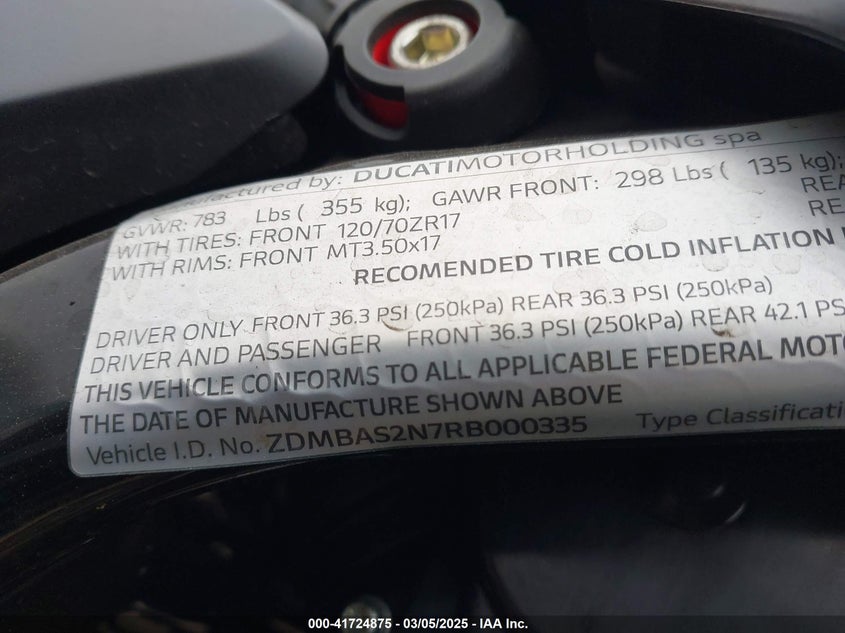 Manufactured by: DUCATIMOTORHOLDING spa
GVWR: 783 Lbs ( 355 kg); GAWR FRONT: 298 Lbs ( 135 kg);
WITH TIRES: FRONT 120/70ZR17 REA
WITH RIMS: FRONT MT3.50x17 RE
RECOMENDED TIRE COLD INFLATION
DRIVER ONLY FRONT 36.3 PSI (250kPa) REAR 36.3 PSI (250kPa)
DRIVER AND PASSENGER FRONT 36.3 PSI (250kPa) REAR 42.1 PS
THIS VEHICLE CONFORMS TO ALL APPLICABLE FEDERAL MOTO
THE DATE OF MANUFACTURE SHOWN ABOVE
Vehicle I.D. No. ZDMBAS2N7RB000335 Type Classificati
000-41724875 - 03/05/2025 - IAA Inc.